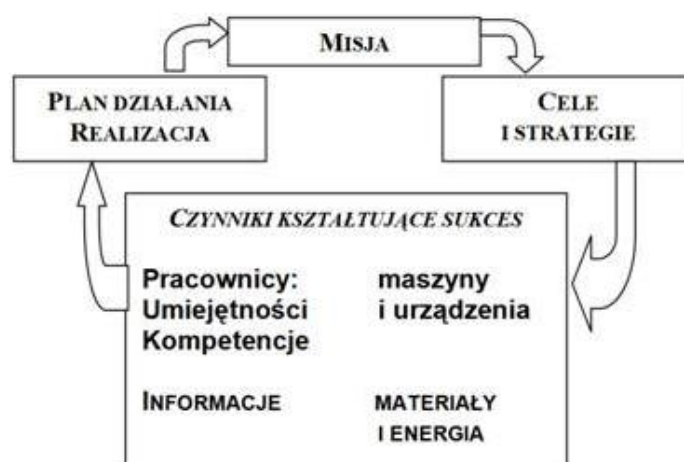 MISJA
PLAN DZIAŁANIA
REALIZACJA
CELE
I STRATEGIE
CZYNNIKI KSZTAŁTUJĄCE SUKCES
Pracownicy: maszyny
Umiejętności i urządzenia
Kompetencje
INFORMACJE MATERIAŁY
I ENERGIA